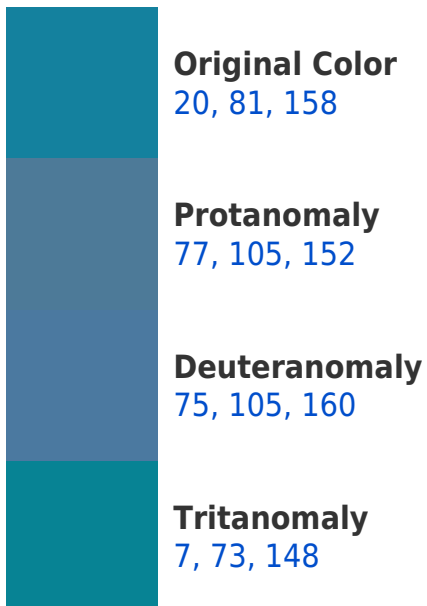 Original Color
20, 81, 158
Protanomaly
77, 105, 152
Deuteranomaly
75, 105, 160
Tritanomaly
7, 73, 148